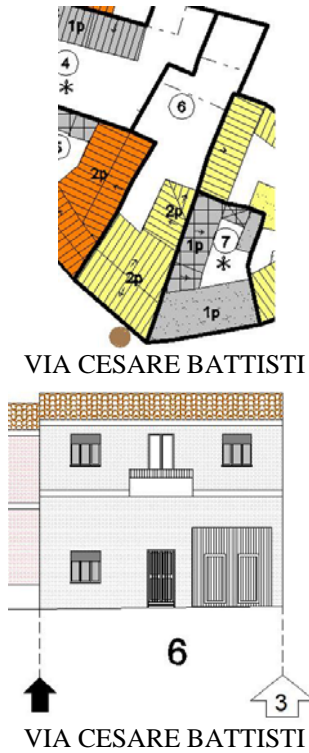 1p
4
6
5
2p
2p
1p
7
2p
1p
VIA CESARE BATTISTI
6
3
VIA CESARE BATTISTI